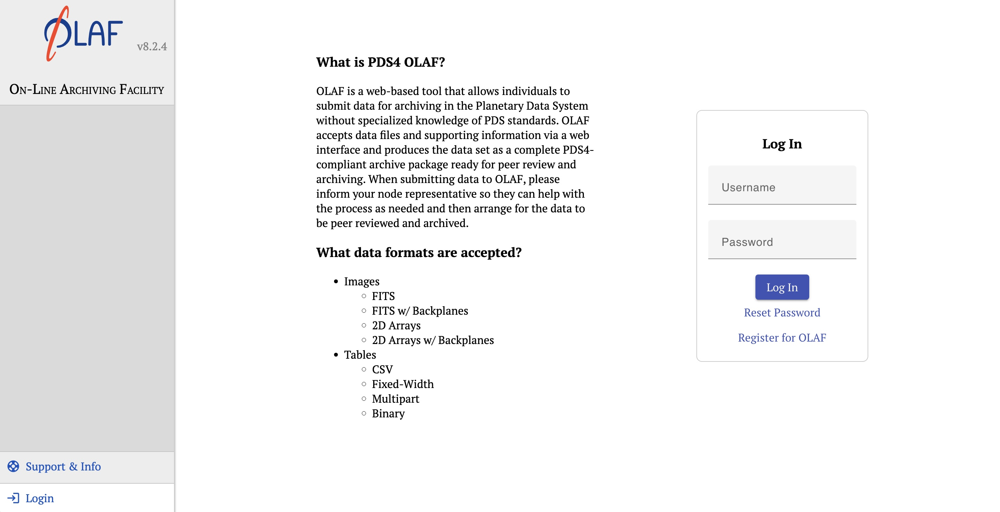 OLAF
v8.2.4
On-Line Archiving Facility
Support & Info
Login
What is PDS4 OLAF?
OLAF is a web-based tool that allows individuals to
submit data for archiving in the Planetary Data System
without specialized knowledge of PDS standards. OLAF
accepts data files and supporting information via a web
interface and produces the data set as a complete PDS4-
compliant archive package ready for peer review and
archiving. When submitting data to OLAF, please
inform your node representative so they can help with
the process as needed and then arrange for the data to
be peer reviewed and archived.
What data formats are accepted?
• Images
◦ FITS
◦ FITS w/ Backplanes
◦ 2D Arrays
◦ 2D Arrays w/ Backplanes
• Tables
◦ CSV
◦ Fixed-Width
◦ Multipart
◦ Binary
Log In
Username
Password
Log In
Reset Password
Register for OLAF